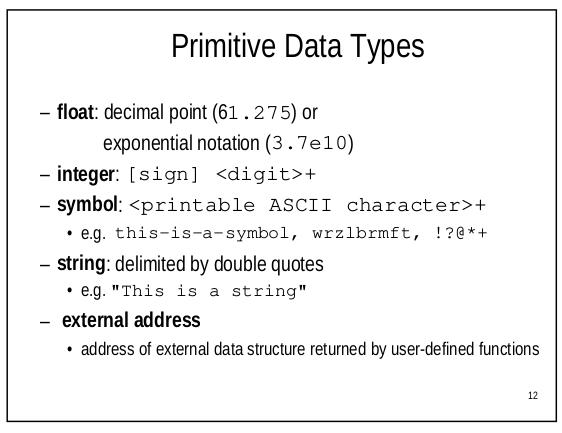 Primitive Data Types
– float: decimal point (61.275) or
exponential notation (3.7e10)
– integer: [sign] <digit>+
– symbol: <printable ASCII character>+
• e.g. this-is-a-symbol, wrzlbrmft, !?@*+
– string: delimited by double quotes
• e.g. "This is a string"
– external address
• address of external data structure returned by user-defined functions
12